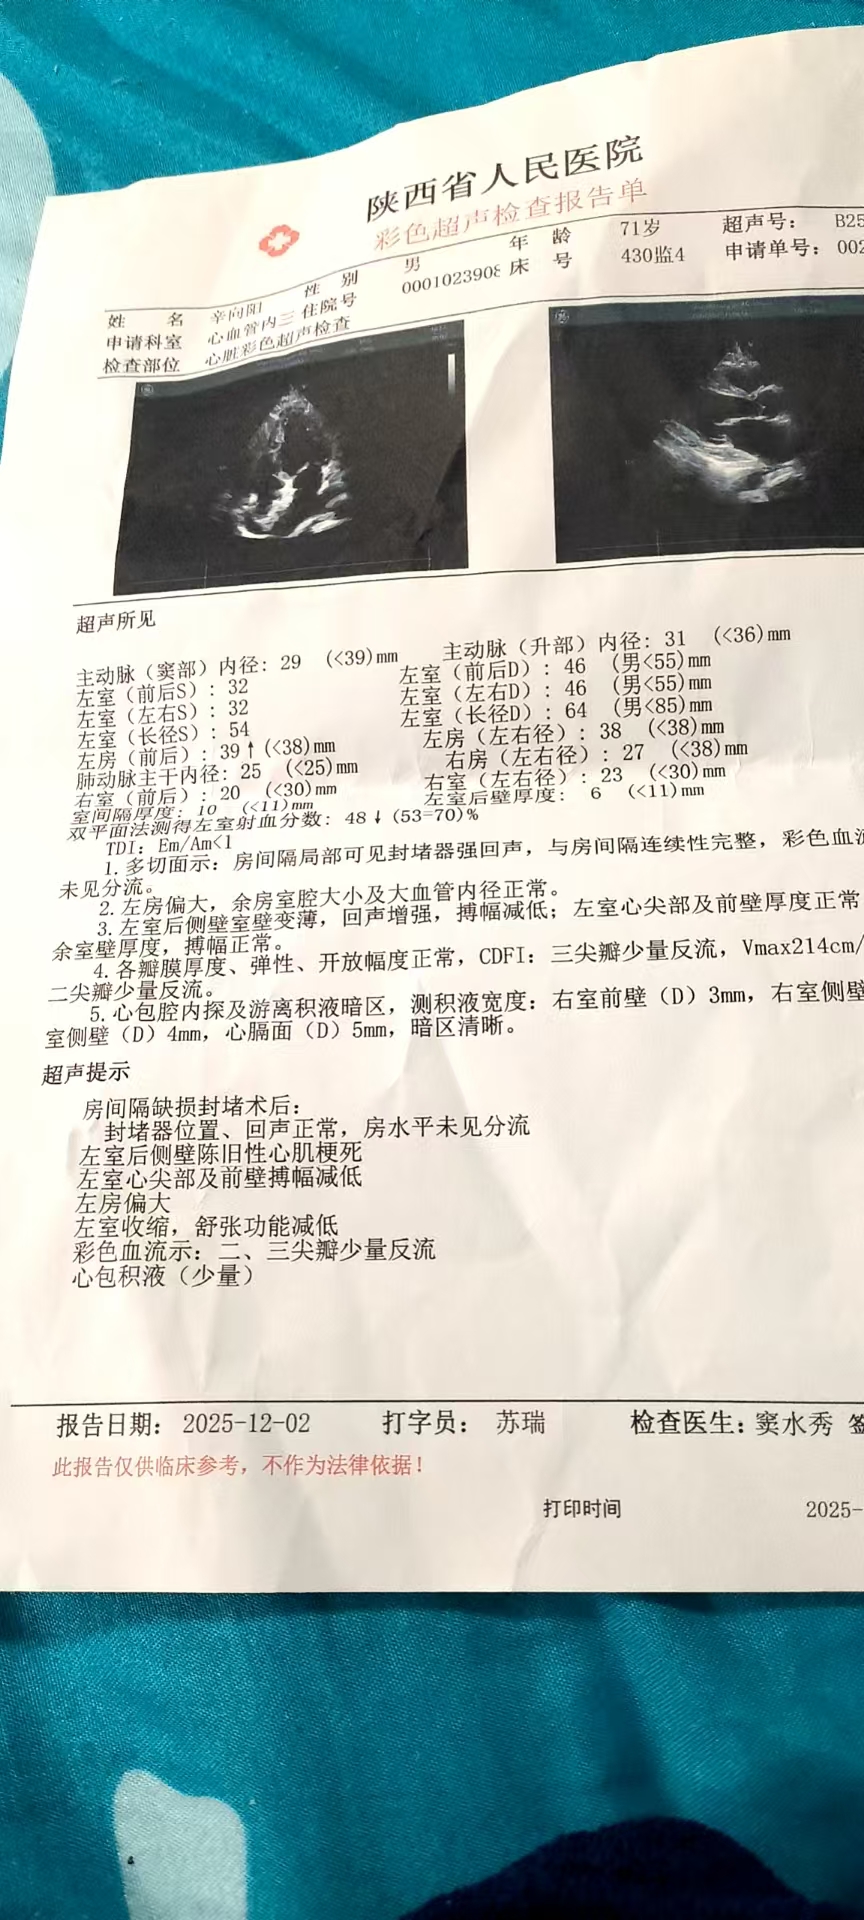 陕西省人民医院
彩色超声检查报告单
姓 名 辛向阳 性 别 男 年 龄 71岁 超声号: B25
申请科室 心血管内三 住院号 0001023908 床 号 430监4 申请单号: 002
检查部位 心脏彩色超声检查
超声所见
主动脉(窦部)内径: 29 (<39)mm 主动脉(升部)内径: 31 (<36)mm
左室(前后S): 32 左室(前后D): 46 (男<55)mm
左室(左右S): 32 左室(左右D): 46 (男<55)mm
左室(长径S): 54 左室(长径D): 64 (男<85)mm
左房(前后): 39↑(<38)mm 左房(左右径): 38 (<38)mm
肺动脉主干内径: 25 (<25)mm 右房(左右径): 27 (<38)mm
右室(前后): 20 (<30)mm 右室(左右径): 23 (<30)mm
室间隔厚度: 10 (<11)mm 左室后壁厚度: 6 (<11)mm
双平面法测得左室射血分数: 48↓(53=70)%
TDI: Em/Am<1
1.多切面示: 房间隔局部可见封堵器强回声, 与房间隔连续性完整, 彩色血流
未见分流。
2.左房偏大, 余房室腔大小及大血管内径正常。
3.左室后侧壁室壁变薄, 回声增强, 搏幅减低; 左室心尖部及前壁厚度正常
余室壁厚度, 搏幅正常。
4.各瓣膜厚度、弹性、开放幅度正常, CDFI: 三尖瓣少量反流, Vmax214cm/
二尖瓣少量反流。
5.心包腔内探及游离积液暗区, 测积液宽度: 右室前壁(D)3mm, 右室侧壁
室侧壁(D)4mm, 心膈面(D)5mm, 暗区清晰。
超声提示
房间隔缺损封堵术后:
封堵器位置、回声正常, 房水平未见分流
左室后侧壁陈旧性心肌梗死
左室心尖部及前壁搏幅减低
左房偏大
左室收缩, 舒张功能减低
彩色血流示: 二、三尖瓣少量反流
心包积液(少量)
报告日期: 2025-12-02 打字员: 苏瑞 检查医生: 窦水秀 签
此报告仅供临床参考, 不作为法律依据!
打印时间 2025-